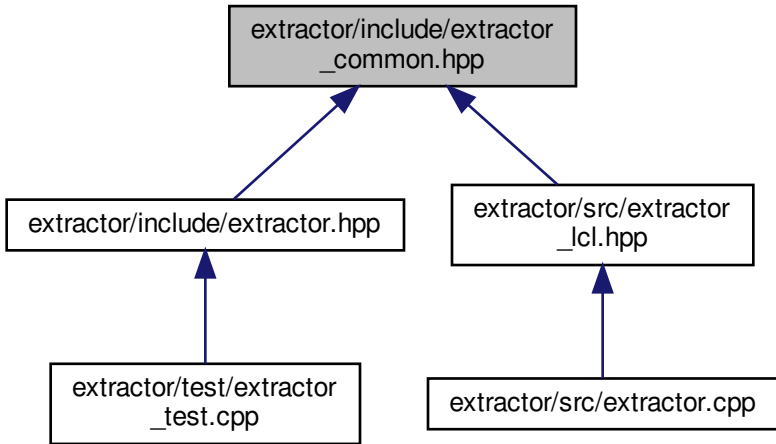 extractor/include/extractor
_common.hpp
extractor/include/extractor.hpp
extractor/src/extractor
_lcl.hpp
extractor/test/extractor
_test.cpp
extractor/src/extractor.cpp